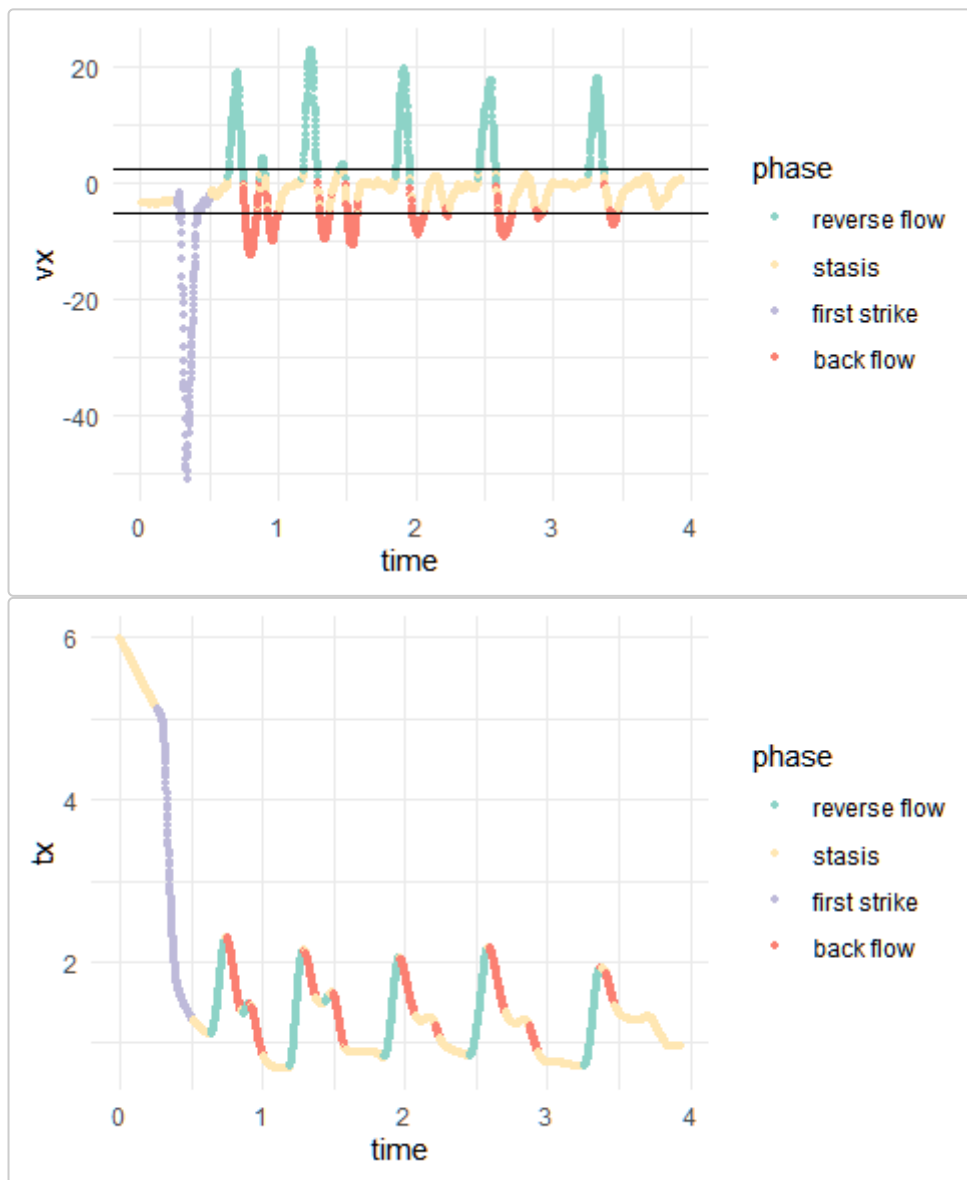 20
0
-20
-40
vx
0 1 2 3 4
time
phase
reverse flow
stasis
first strike
back flow
6
4
2
tx
0 1 2 3 4
time
phase
reverse flow
stasis
first strike
back flow